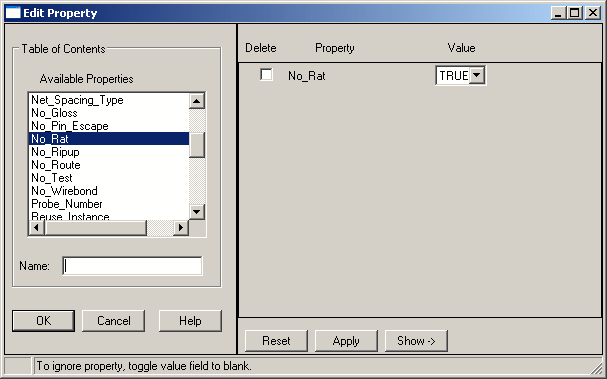 Edit Property
Table of Contents
Available Properties
Net_Spacing_Type
No_Gloss
No_Pin_Escape
No_Rat
No_Ripup
No_Route
No_Test
No_Wirebond
Probe_Number
Reuse_Instance
Name:
OK Cancel Help
Delete Property Value
No_Rat TRUE
Reset Apply Show ->
To ignore property, toggle value field to blank.